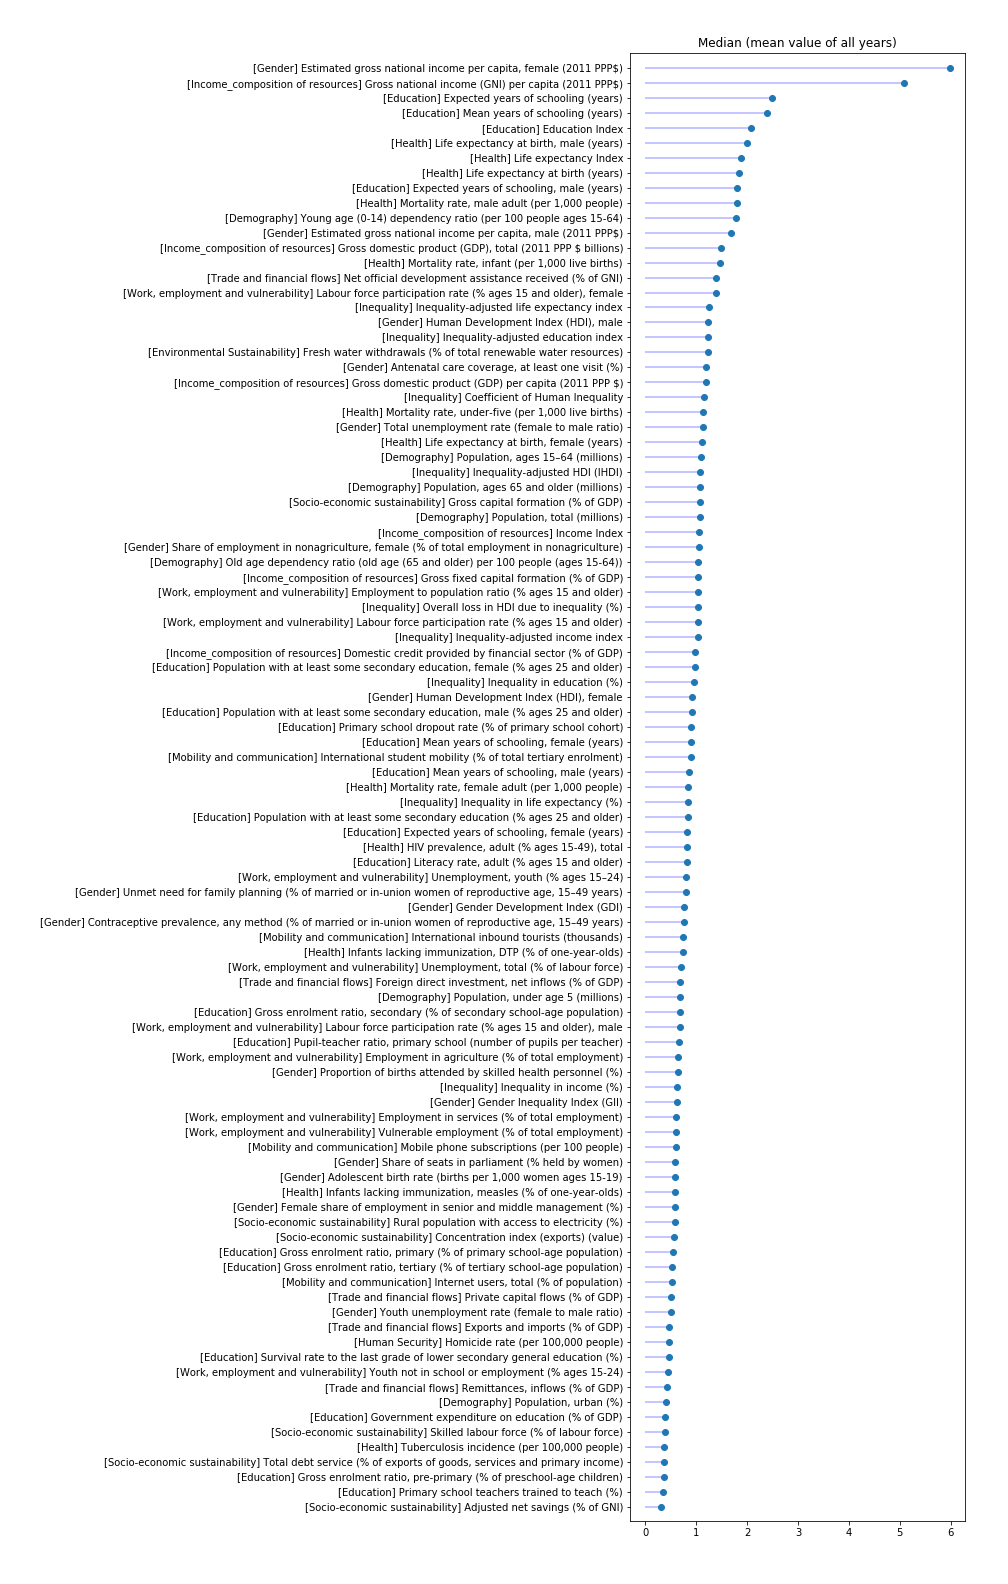 Median (mean value of all years)
[Gender] Estimated gross national income per capita, female (2011 PPP$)
[Income_composition of resources] Gross national income (GNI) per capita (2011 PPP$)
[Education] Expected years of schooling (years)
[Education] Mean years of schooling (years)
[Education] Education Index
[Health] Life expectancy at birth, male (years)
[Health] Life expectancy Index
[Health] Life expectancy at birth (years)
[Education] Expected years of schooling, male (years)
[Health] Mortality rate, male adult (per 1,000 people)
[Demography] Young age (0-14) dependency ratio (per 100 people ages 15-64)
[Gender] Estimated gross national income per capita, male (2011 PPP$)
[Income_composition of resources] Gross domestic product (GDP), total (2011 PPP $ billions)
[Health] Mortality rate, infant (per 1,000 live births)
[Trade and financial flows] Net official development assistance received (% of GNI)
[Work, employment and vulnerability] Labour force participation rate (% ages 15 and older), female
[Inequality] Inequality-adjusted life expectancy index
[Gender] Human Development Index (HDI), male
[Inequality] Inequality-adjusted education index
[Environmental Sustainability] Fresh water withdrawals (% of total renewable water resources)
[Gender] Antenatal care coverage, at least one visit (%)
[Income_composition of resources] Gross domestic product (GDP) per capita (2011 PPP $)
[Inequality] Coefficient of Human Inequality
[Health] Mortality rate, under-five (per 1,000 live births)
[Gender] Total unemployment rate (female to male ratio)
[Health] Life expectancy at birth, female (years)
[Demography] Population, ages 15–64 (millions)
[Inequality] Inequality-adjusted HDI (IHDI)
[Demography] Population, ages 65 and older (millions)
[Socio-economic sustainability] Gross capital formation (% of GDP)
[Demography] Population, total (millions)
[Income_composition of resources] Income Index
[Gender] Share of employment in nonagriculture, female (% of total employment in nonagriculture)
[Demography] Old age dependency ratio (old age (65 and older) per 100 people (ages 15-64))
[Income_composition of resources] Gross fixed capital formation (% of GDP)
[Work, employment and vulnerability] Employment to population ratio (% ages 15 and older)
[Inequality] Overall loss in HDI due to inequality (%)
[Work, employment and vulnerability] Labour force participation rate (% ages 15 and older)
[Inequality] Inequality-adjusted income index
[Income_composition of resources] Domestic credit provided by financial sector (% of GDP)
[Education] Population with at least some secondary education, female (% ages 25 and older)
[Inequality] Inequality in education (%)
[Gender] Human Development Index (HDI), female
[Education] Population with at least some secondary education, male (% ages 25 and older)
[Education] Primary school dropout rate (% of primary school cohort)
[Education] Mean years of schooling, female (years)
[Mobility and communication] International student mobility (% of total tertiary enrolment)
[Education] Mean years of schooling, male (years)
[Health] Mortality rate, female adult (per 1,000 people)
[Inequality] Inequality in life expectancy (%)
[Education] Population with at least some secondary education (% ages 25 and older)
[Education] Expected years of schooling, female (years)
[Health] HIV prevalence, adult (% ages 15-49), total
[Education] Literacy rate, adult (% ages 15 and older)
[Work, employment and vulnerability] Unemployment, youth (% ages 15–24)
[Gender] Unmet need for family planning (% of married or in-union women of reproductive age, 15–49 years)
[Gender] Gender Development Index (GDI)
[Gender] Contraceptive prevalence, any method (% of married or in-union women of reproductive age, 15–49 years)
[Mobility and communication] International inbound tourists (thousands)
[Health] Infants lacking immunization, DTP (% of one-year-olds)
[Work, employment and vulnerability] Unemployment, total (% of labour force)
[Trade and financial flows] Foreign direct investment, net inflows (% of GDP)
[Demography] Population, under age 5 (millions)
[Education] Gross enrolment ratio, secondary (% of secondary school-age population)
[Work, employment and vulnerability] Labour force participation rate (% ages 15 and older), male
[Education] Pupil-teacher ratio, primary school (number of pupils per teacher)
[Work, employment and vulnerability] Employment in agriculture (% of total employment)
[Gender] Proportion of births attended by skilled health personnel (%)
[Inequality] Inequality in income (%)
[Gender] Gender Inequality Index (GII)
[Work, employment and vulnerability] Employment in services (% of total employment)
[Work, employment and vulnerability] Vulnerable employment (% of total employment)
[Mobility and communication] Mobile phone subscriptions (per 100 people)
[Gender] Share of seats in parliament (% held by women)
[Gender] Adolescent birth rate (births per 1,000 women ages 15-19)
[Health] Infants lacking immunization, measles (% of one-year-olds)
[Gender] Female share of employment in senior and middle management (%)
[Socio-economic sustainability] Rural population with access to electricity (%)
[Socio-economic sustainability] Concentration index (exports) (value)
[Education] Gross enrolment ratio, primary (% of primary school-age population)
[Education] Gross enrolment ratio, tertiary (% of tertiary school-age population)
[Mobility and communication] Internet users, total (% of population)
[Trade and financial flows] Private capital flows (% of GDP)
[Gender] Youth unemployment rate (female to male ratio)
[Trade and financial flows] Exports and imports (% of GDP)
[Human Security] Homicide rate (per 100,000 people)
[Education] Survival rate to the last grade of lower secondary general education (%)
[Work, employment and vulnerability] Youth not in school or employment (% ages 15-24)
[Trade and financial flows] Remittances, inflows (% of GDP)
[Demography] Population, urban (%)
[Education] Government expenditure on education (% of GDP)
[Socio-economic sustainability] Skilled labour force (% of labour force)
[Health] Tuberculosis incidence (per 100,000 people)
[Socio-economic sustainability] Total debt service (% of exports of goods, services and primary income)
[Education] Gross enrolment ratio, pre-primary (% of preschool-age children)
[Education] Primary school teachers trained to teach (%)
[Socio-economic sustainability] Adjusted net savings (% of GNI)
0 1 2 3 4 5 6